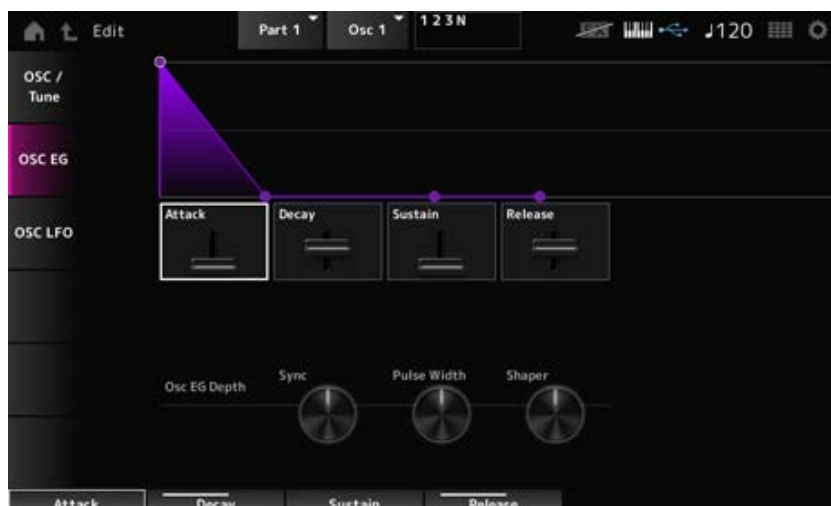 Edit
Part 1
Osc 1
1 2 3 N
♩120
OSC /
Tune
OSC EG
OSC LFO
Attack
Decay
Sustain
Release
Osc EG Depth
Sync
Pulse Width
Shaper
Attack
Decay
Sustain
Release